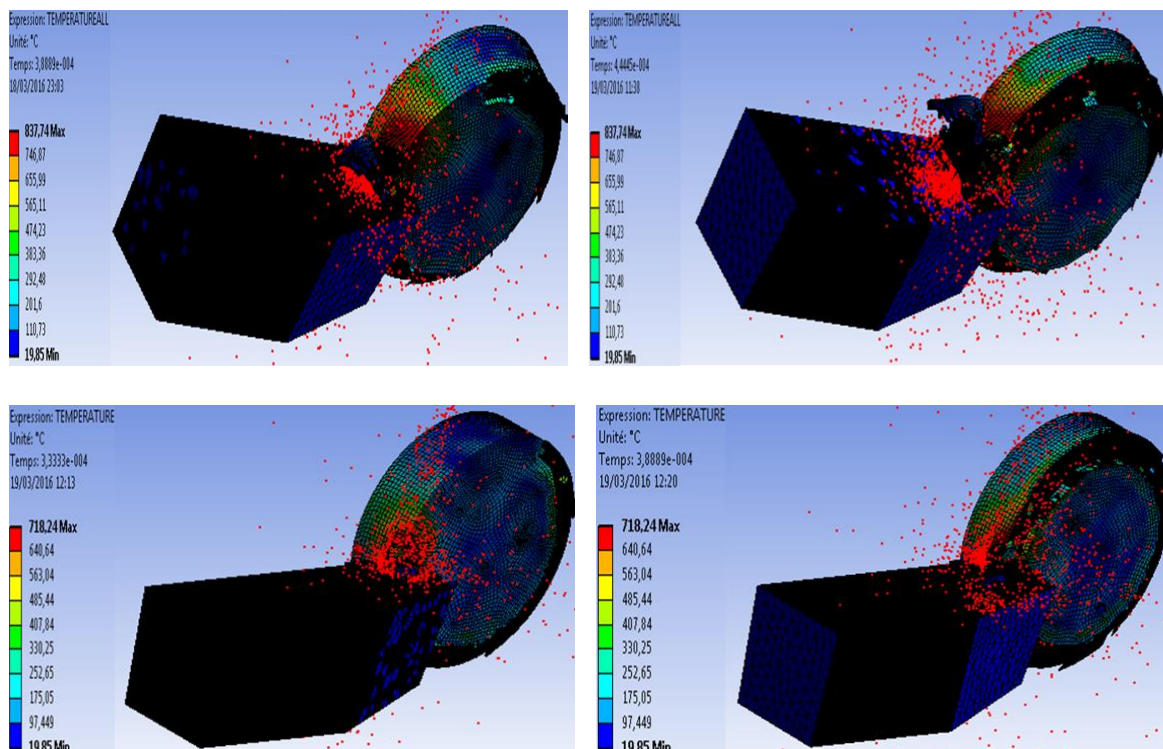 Expression: TEMPERATUREALL
Unité: °C
Temps: 3,8889e-004
18/03/2016 23:03
837,74 Max
746,87
655,99
565,11
474,23
383,36
292,48
201,6
110,73
19,85 Min
Expression: TEMPERATUREALL
Unité: °C
Temps: 4,4445e-004
19/03/2016 11:38
837,74 Max
746,87
655,99
565,11
474,23
383,36
292,48
201,6
110,73
19,85 Min
Expression: TEMPERATURE
Unité: °C
Temps: 3,3333e-004
19/03/2016 12:13
718,24 Max
640,64
563,04
485,44
407,84
330,25
252,65
175,05
97,449
19,85 Min
Expression: TEMPERATURE
Unité: °C
Temps: 3,8889e-004
19/03/2016 12:20
718,24 Max
640,64
563,04
485,44
407,84
330,25
252,65
175,05
97,449
19,85 Min